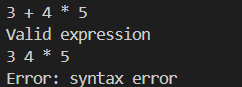 3 + 4 * 5
Valid expression
3 4 * 5
Error: syntax error